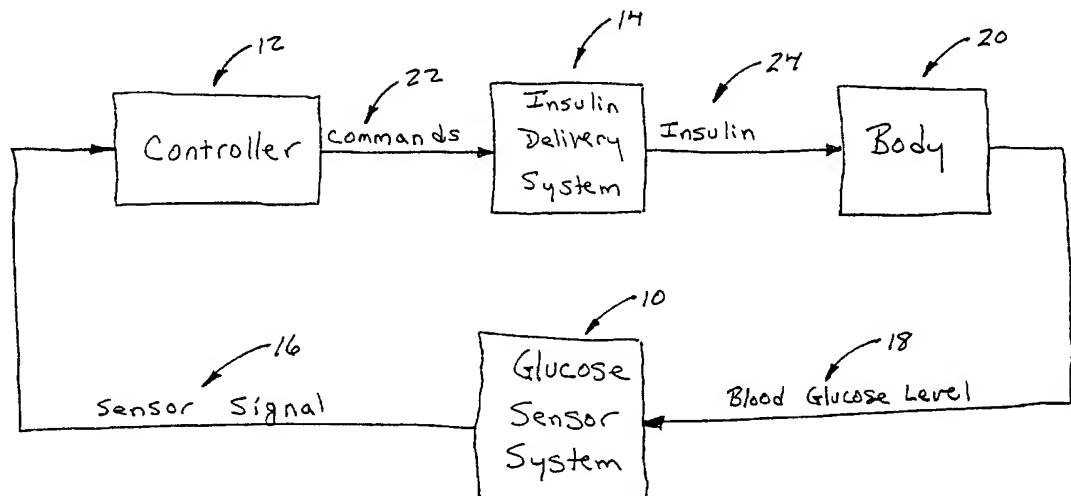 12
Controller
22
Commands
14
Insulin
Delivery
System
24
Insulin
20
Body
16
Sensor Signal
10
Glucose
Sensor
System
18
Blood Glucose Level